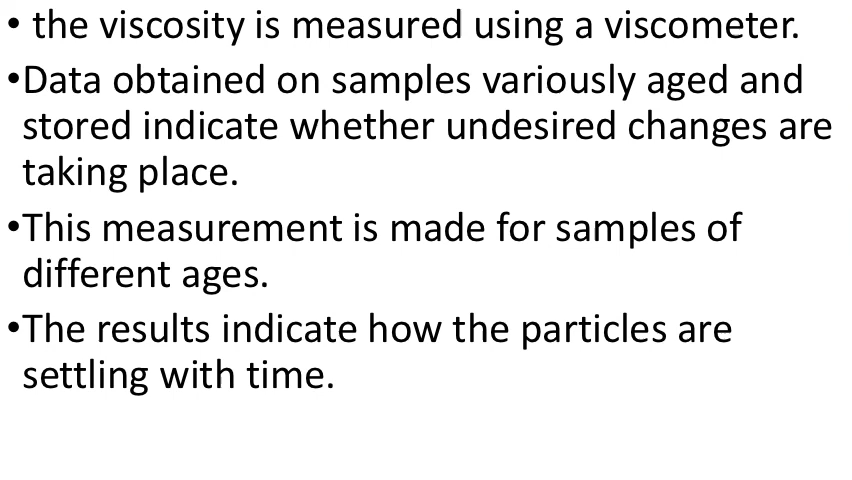 • the viscosity is measured using a viscometer.
•Data obtained on samples variously aged and
stored indicate whether undesired changes are
taking place.
•This measurement is made for samples of
different ages.
•The results indicate how the particles are
settling with time.